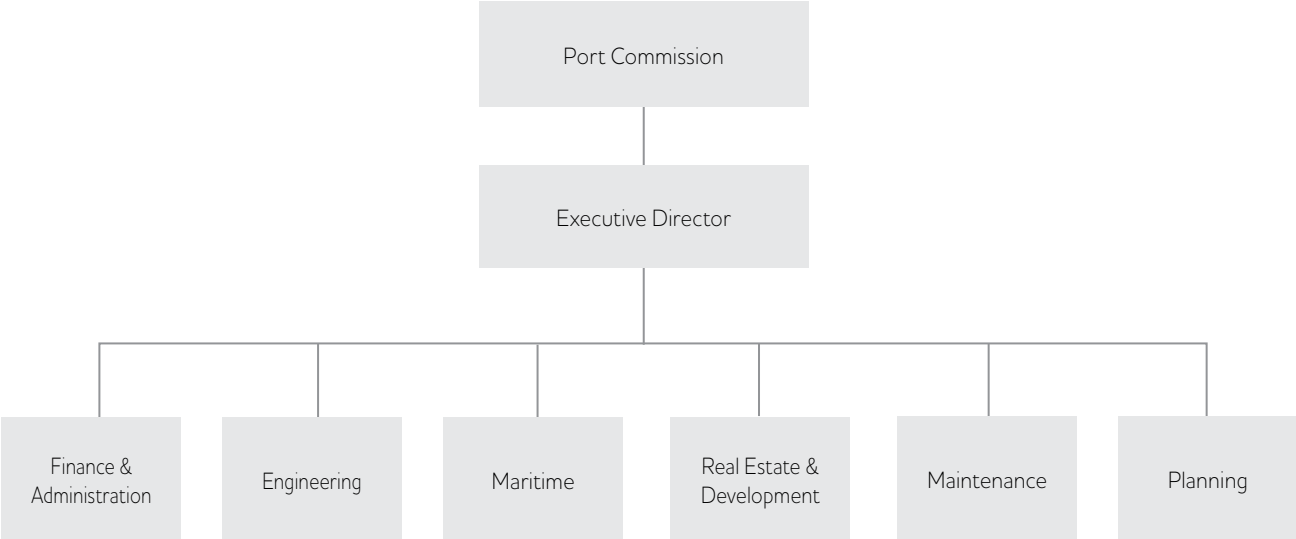 Port Commission
Executive Director
Finance &
Administration
Engineering
Maritime
Real Estate &
Development
Maintenance
Planning